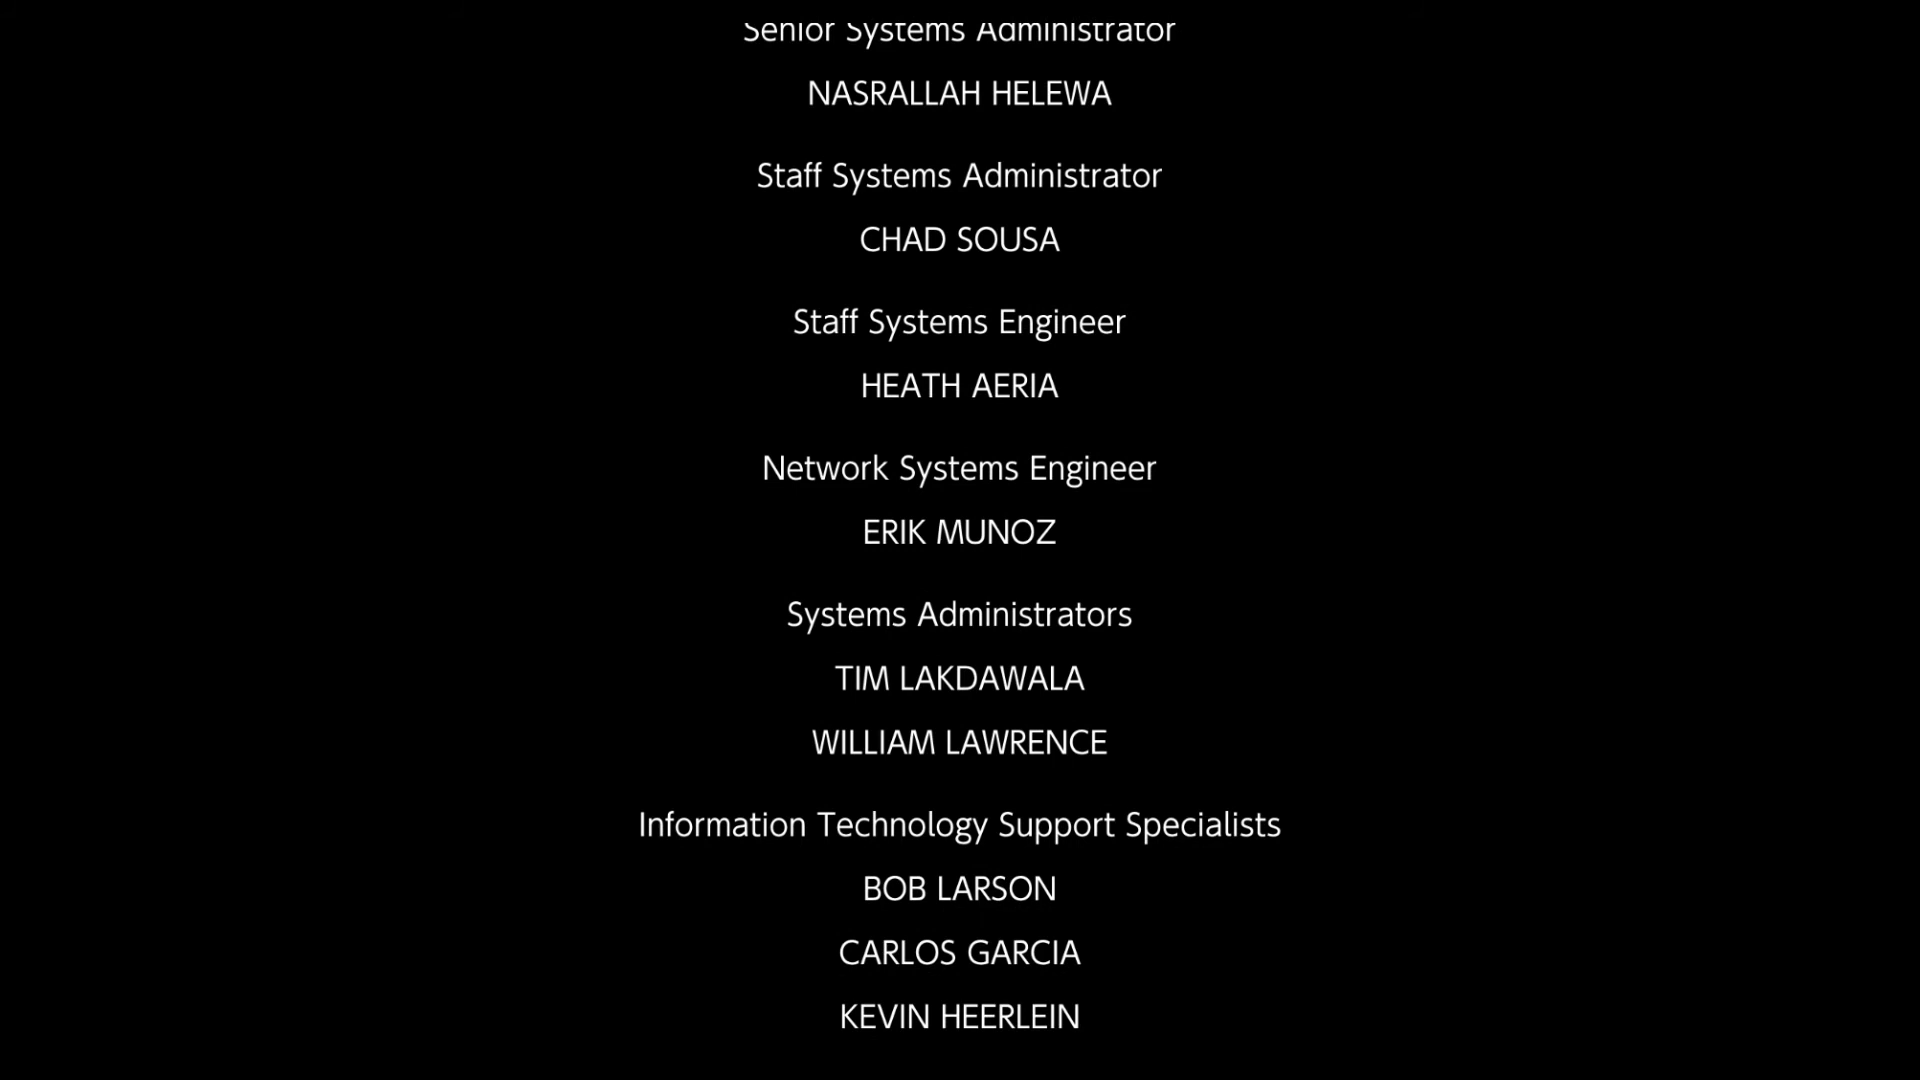 Senior Systems Administrator
NASRALLAH HELEWA
Staff Systems Administrator
CHAD SOUSA
Staff Systems Engineer
HEATH AERIA
Network Systems Engineer
ERIK MUNOZ
Systems Administrators
TIM LAKDAWALA
WILLIAM LAWRENCE
Information Technology Support Specialists
BOB LARSON
CARLOS GARCIA
KEVIN HEERLEIN